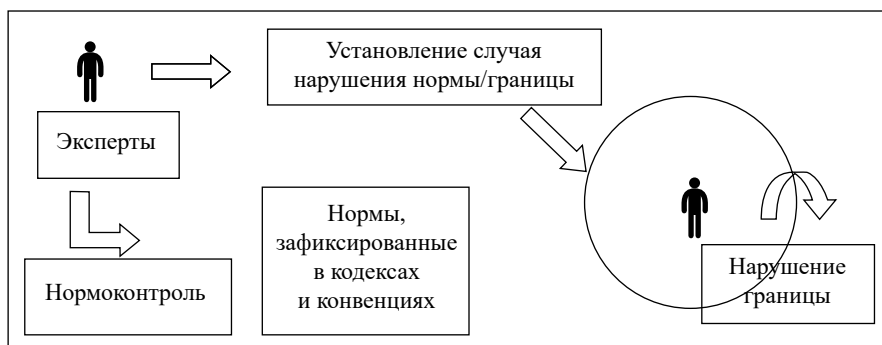 Установление случая
нарушения нормы/границы
Эксперты
Нормы,
зафиксированные
в кодексах
и конвенциях
Нормоконтроль
Нарушение
границы